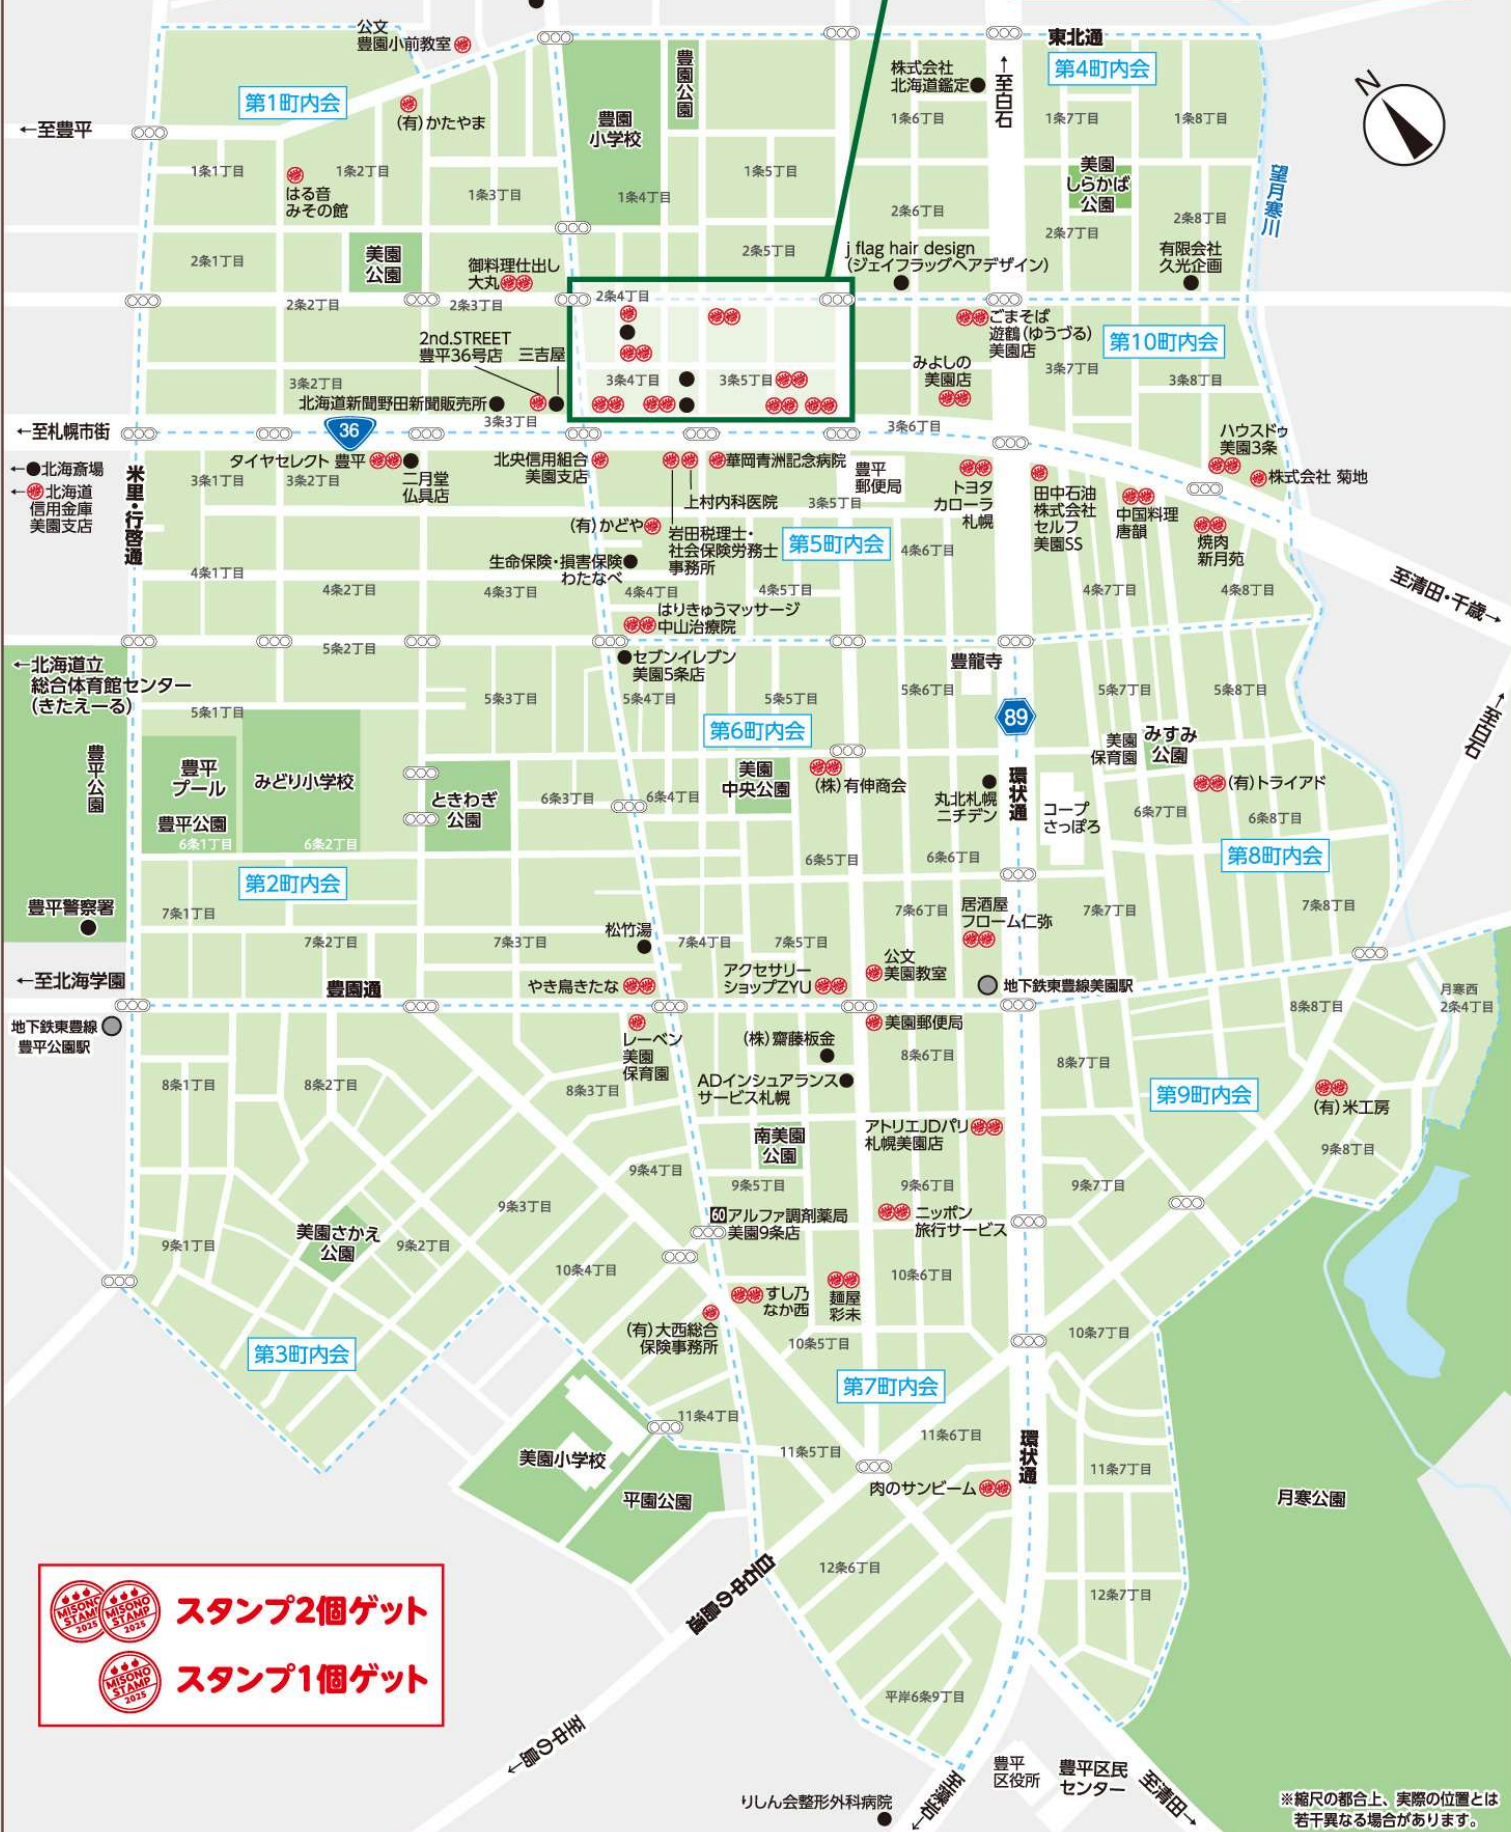 公文
豊園小前教室
東北通
第4町内会
株式会社
北海道鑑定
↑至白石
豊園公園
第1町内会
(有)かたやま
豊園
小学校
←至豊平
1条6丁目
1条7丁目
1条8丁目
N
1条1丁目
1条2丁目
はる音
みその館
1条3丁目
1条4丁目
1条5丁目
美園
しらかば
公園
望月寒川
2条6丁目
2条7丁目
2条8丁目
2条1丁目
美園
公園
御料理仕出し
大丸
2条5丁目
j flag hair design
(ジェイフラッグヘアデザイン)
有限会社
久光企画
2条2丁目
2条3丁目
2条4丁目
2nd.STREET
豊平36号店
三吉屋
ごまそば
遊鶴(ゆうづる)
美園店
第10町内会
みよしの
美園店
3条7丁目
3条8丁目
3条2丁目
3条4丁目
3条5丁目
北海道新聞野田新聞販売所
3条3丁目
3条6丁目
←至札幌市街
36
ハウスドゥ
美園3条
株式会社 菊地
←●北海斎場
←北海道
信用金庫
美園支店
米里・行啓通
タイヤセレクト 豊平
二月堂
仏具店
3条1丁目
3条2丁目
北央信用組合
美園支店
華岡青洲記念病院
上村内科医院
豊平
郵便局
3条5丁目
トヨタ
カローラ
札幌
田中石油
株式会社
セルフ
美園SS
中国料理
唐韻
焼肉
新月苑
(有)かどや
岩田税理士・
社会保険労務士
事務所
第5町内会
4条6丁目
生命保険・損害保険
わたなべ
4条1丁目
4条2丁目
4条3丁目
4条4丁目
4条5丁目
4条7丁目
4条8丁目
至清田・千歳→
はりきゅうマッサージ
中山治療院
5条2丁目
セブンイレブン
美園5条店
豊龍寺
←北海道立
総合体育館センター
(きたえーる)
5条1丁目
5条3丁目
5条4丁目
5条5丁目
5条6丁目
5条7丁目
5条8丁目
89
→至白石
第6町内会
豊平公園
豊平
プール
みどり小学校
豊平公園
6条1丁目
6条2丁目
ときわぎ
公園
6条3丁目
6条4丁目
美園
中央公園
(株)有伸商会
丸北札幌
ニチデン
環状通
コープ
さっぽろ
美園
保育園
みすみ
公園
(有)トライアド
6条7丁目
6条8丁目
6条5丁目
6条6丁目
第8町内会
第2町内会
7条1丁目
7条2丁目
7条3丁目
松竹湯
7条4丁目
7条5丁目
7条6丁目
居酒屋
フローム仁弥
7条7丁目
7条8丁目
豊平警察署
←至北海学園
豊園通
やき鳥きたな
アクセサリー
ショップZYU
公文
美園教室
地下鉄東豊線美園駅
月寒西
2条4丁目
8条8丁目
地下鉄東豊線
豊平公園駅
レーベン
美園
保育園
(株)齋藤板金
美園郵便局
8条6丁目
8条7丁目
8条1丁目
8条2丁目
8条3丁目
ADインシュアランス
サービス札幌
第9町内会
(有)米工房
アトリエJDパリ
札幌美園店
南美園
公園
9条8丁目
9条4丁目
9条5丁目
9条6丁目
9条7丁目
9条3丁目
60アルファ調剤薬局
美園9条店
ニッポン
旅行サービス
9条1丁目
美園さかえ
公園
9条2丁目
10条4丁目
10条6丁目
すし乃
なか西
麺屋
彩未
(有)大西総合
保険事務所
10条5丁目
10条7丁目
第3町内会
第7町内会
11条4丁目
11条5丁目
11条6丁目
環状通
11条7丁目
美園小学校
平園公園
肉のサンビーム
月寒公園
12条6丁目
12条7丁目
白石中の島通
MISONO
STAMP
2025
MISONO
STAMP
2025
スタンプ2個ゲット
MISONO
STAMP
2025
スタンプ1個ゲット
平岸6条9丁目
←至中の島
豊平
区役所
豊平区民
センター
至清田→
←至澄川
りしん会整形外科病院
※縮尺の都合上、実際の位置とは
若干異なる場合があります。